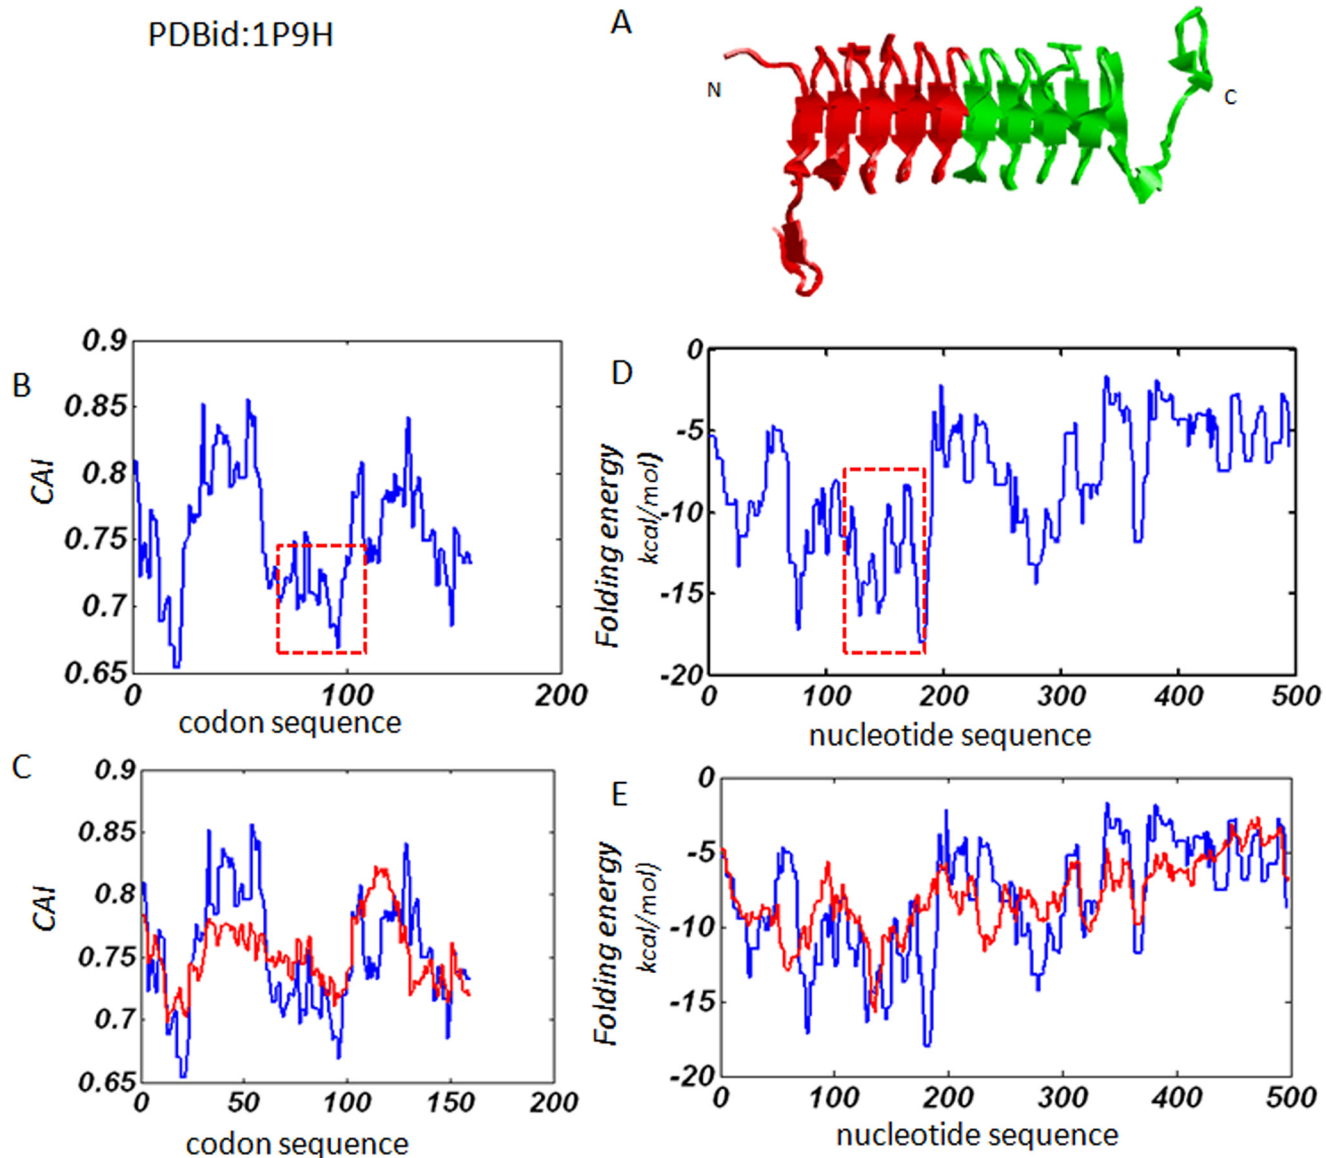 PDBid:1P9H
A
N
C
B
0.9
0.85
0.8
0.75
0.7
0.65
CAI
0
100
200
codon sequence
D
0
-5
-10
-15
-20
Folding energy
kcal/mol)
0
100
200
300
400
500
nucleotide sequence
C
0.9
0.85
0.8
0.75
0.7
0.65
CAI
0
50
100
150
200
codon sequence
E
0
-5
-10
-15
-20
Folding energy
kcal/mol)
0
100
200
300
400
500
nucleotide sequence